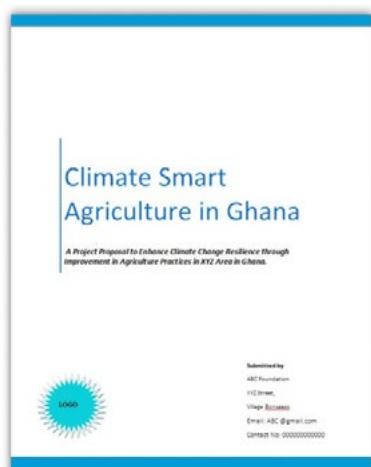 Climate Smart
Agriculture in Ghana
A Project Proposal to Enhance Climate Change Resilience through
Improvement in Agriculture Practices in XYZ Area in Ghana.
Submitted by
ABC Foundation
XYZ Street,
Village
Email: ABC @gmail.com
Contact No: 000000000000
LOGO